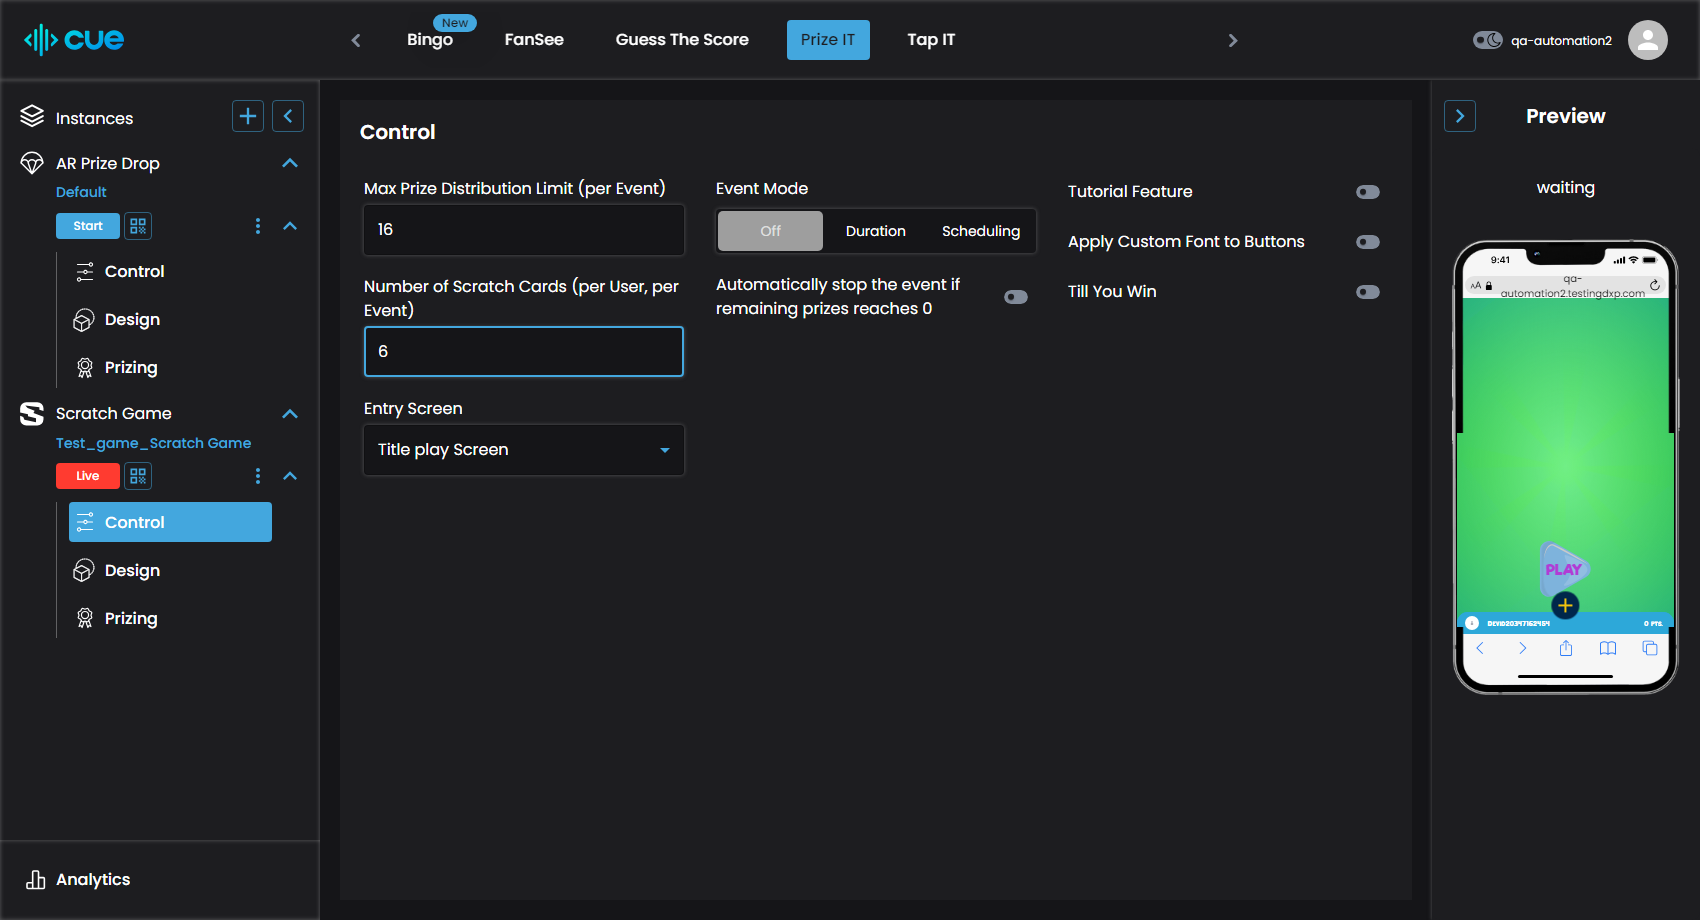 cue
New
Bingo
FanSee
Guess The Score
Prize IT
Tap IT
qa-automation2
Instances
AR Prize Drop
Default
Start
Control
Design
Prizing
Scratch Game
Test_game_Scratch Game
Live
Control
Design
Prizing
Analytics
Control
Max Prize Distribution Limit (per Event)
16
Number of Scratch Cards (per User, per
Event)
6
Entry Screen
Title play Screen
Event Mode
Off
Duration
Scheduling
Automatically stop the event if
remaining prizes reaches 0
Tutorial Feature
Apply Custom Font to Buttons
Till You Win
Preview
waiting
9:41
AA
qa-
automation2.testingdxp.com
PLAY
0 PTS.